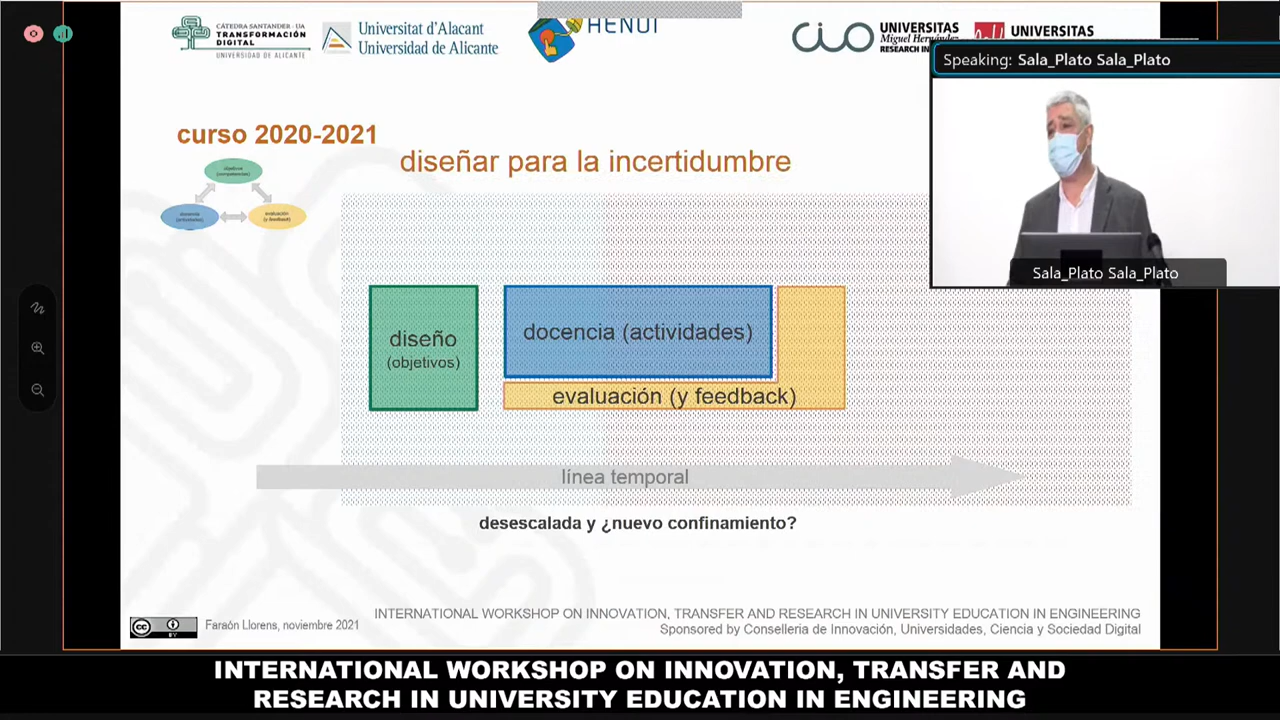 CÁTEDRA SANTANDER - UA
TRANSFORMACIÓN
DIGITAL
UNIVERSIDAD DE ALICANTE
Universitat d'Alacant
Universidad de Alicante
HENUI
UNIVERSITAS
Miguel Hernández
RESEARCH IN
UNIVERSITAS
Speaking: Sala_Plato Sala_Plato
Sala_Plato Sala_Plato
curso 2020-2021
diseñar para la incertidumbre
objetivos
(competencias)
docencia
(actividades)
evaluación
(y feedback)
diseño
(objetivos)
docencia (actividades)
evaluación (y feedback)
línea temporal
desescalada y ¿nuevo confinamiento?
CC
BY
Faraón Llorens, noviembre 2021
INTERNATIONAL WORKSHOP ON INNOVATION, TRANSFER AND RESEARCH IN UNIVERSITY EDUCATION IN ENGINEERING
Sponsored by Conselleria de Innovación, Universidades, Ciencia y Sociedad Digital
INTERNATIONAL WORKSHOP ON INNOVATION, TRANSFER AND
RESEARCH IN UNIVERSITY EDUCATION IN ENGINEERING